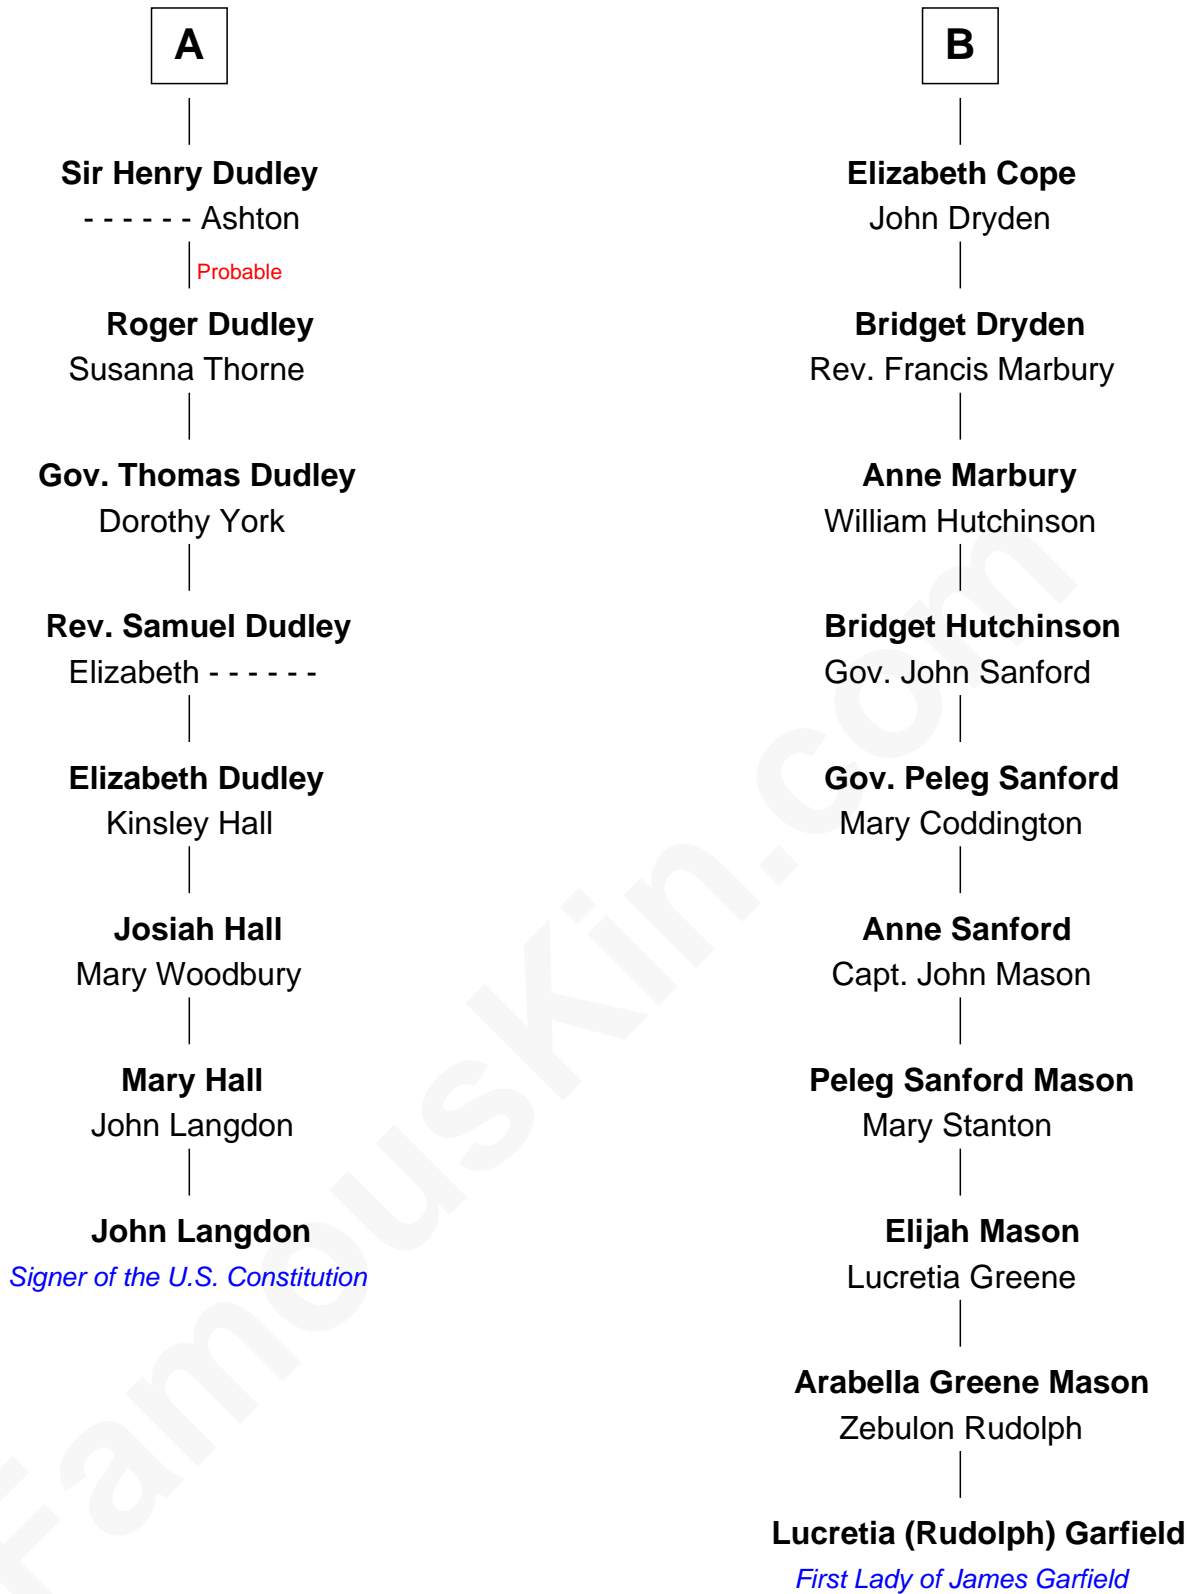 A
B
Sir Henry Dudley
- - - - - - Ashton
Probable
Roger Dudley
Susanna Thorne
Gov. Thomas Dudley
Dorothy York
Rev. Samuel Dudley
Elizabeth - - - - - -
Elizabeth Dudley
Kinsley Hall
Josiah Hall
Mary Woodbury
Mary Hall
John Langdon
John Langdon
Signer of the U.S. Constitution
Elizabeth Cope
John Dryden
Bridget Dryden
Rev. Francis Marbury
Anne Marbury
William Hutchinson
Bridget Hutchinson
Gov. John Sanford
Gov. Peleg Sanford
Mary Coddington
Anne Sanford
Capt. John Mason
Peleg Sanford Mason
Mary Stanton
Elijah Mason
Lucretia Greene
Arabella Greene Mason
Zebulon Rudolph
Lucretia (Rudolph) Garfield
First Lady of James Garfield
FamousKin.com